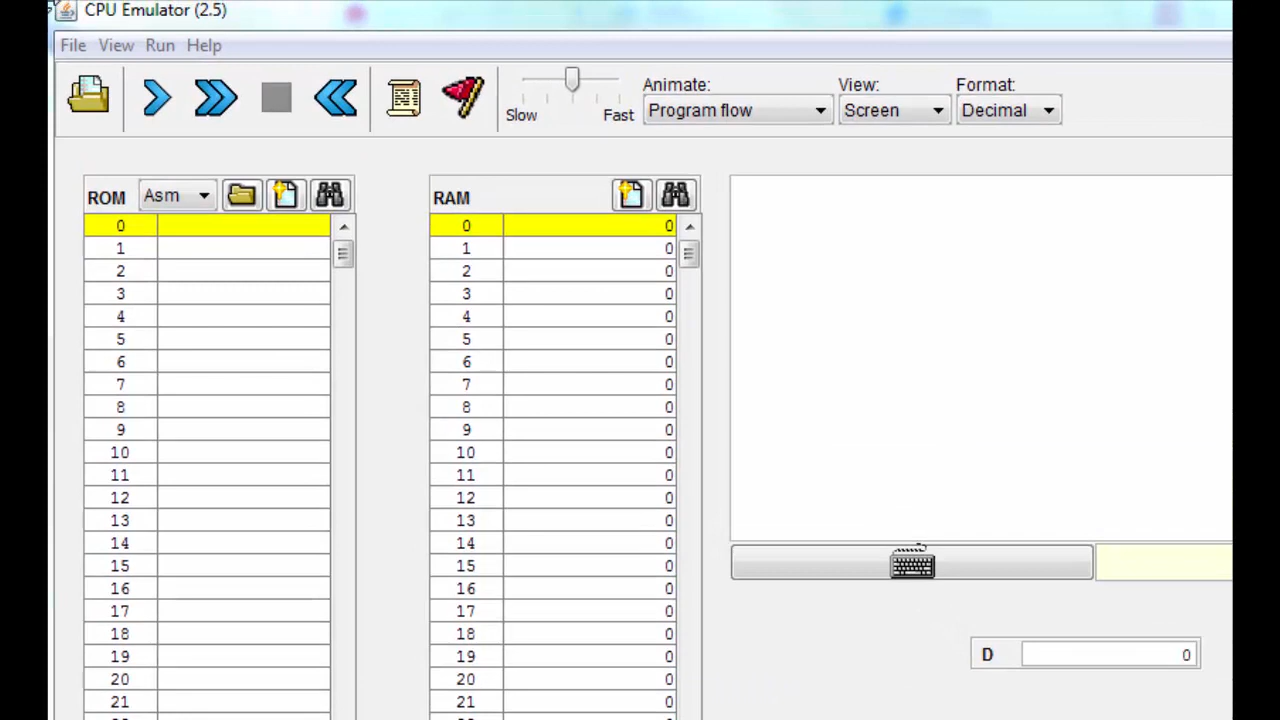 CPU Emulator (2.5)
File View Run Help
Animate: View: Format:
Slow Fast Program flow Screen Decimal
ROM Asm RAM
0 0 0
1 1 0
2 2 0
3 3 0
4 4 0
5 5 0
6 6 0
7 7 0
8 8 0
9 9 0
10 10 0
11 11 0
12 12 0
13 13 0
14 14 0
15 15 0
16 16 0
17 17 0
18 18 0
19 19 0
20 20 0
21 21 0
D 0